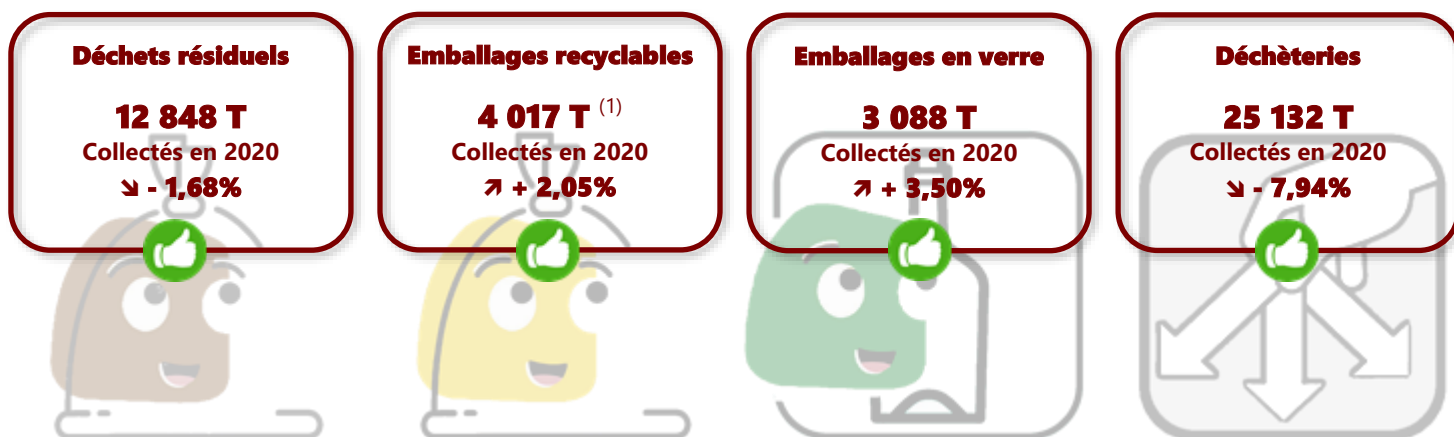 Déchets résiduels
12 848 T
Collectés en 2020
↘ - 1,68%
Emballages recyclables
4 017 T (1)
Collectés en 2020
↗ + 2,05%
Emballages en verre
3 088 T
Collectés en 2020
↗ + 3,50%
Déchèteries
25 132 T
Collectés en 2020
↘ - 7,94%